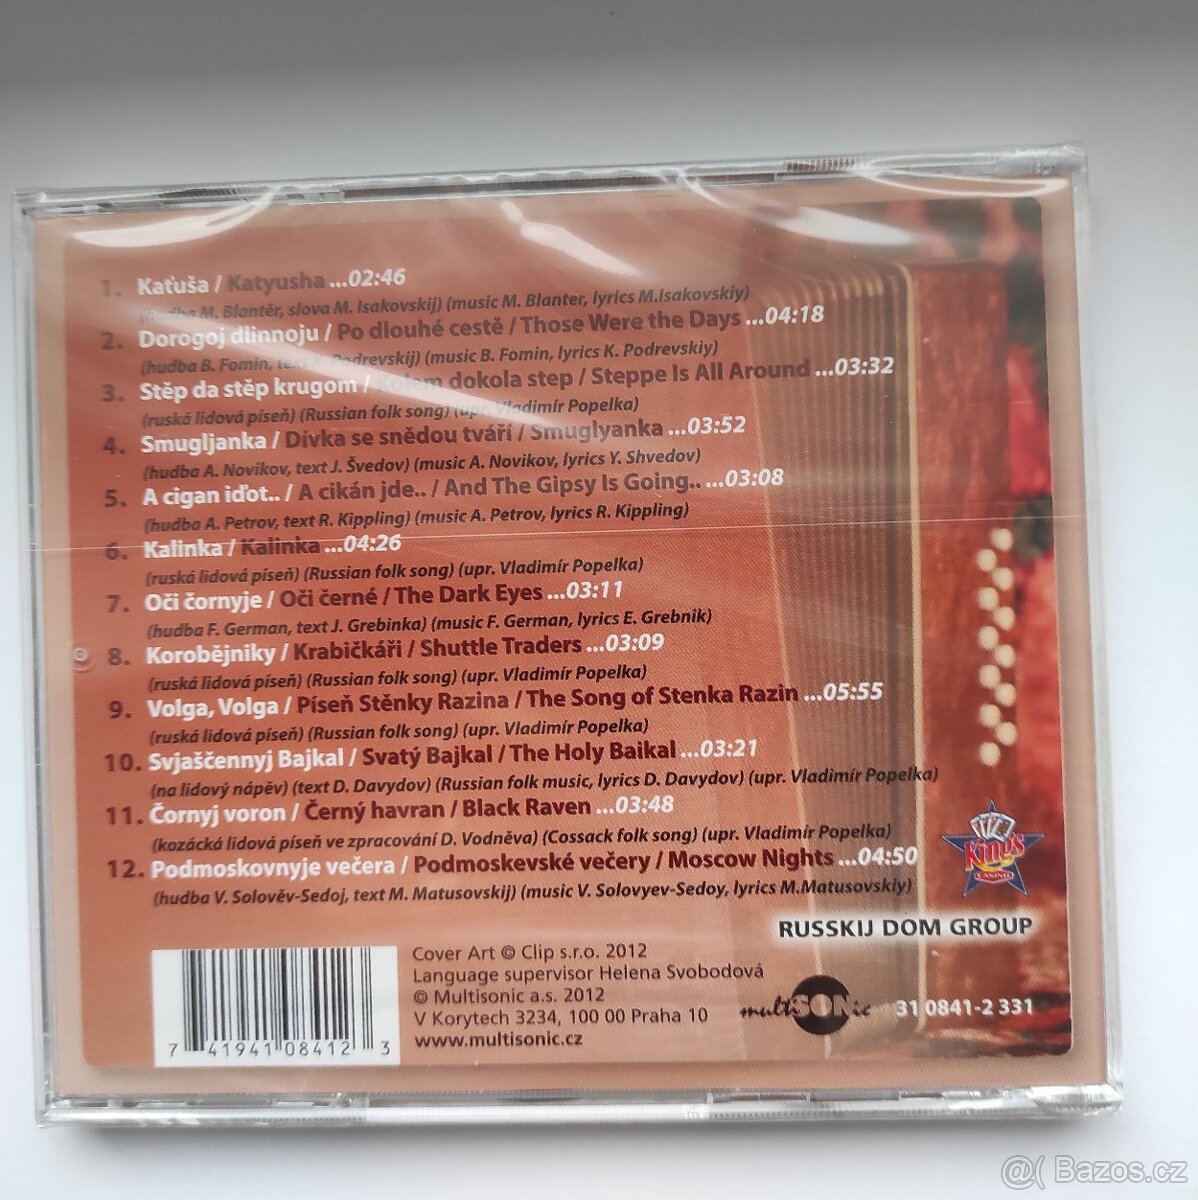 1. Kaťuša / Katyusha ...02:46
(hudba M. Blantěr, slova M. Isakovskij) (music M. Blanter, lyrics M.Isakovskiy)
2. Dorogoj dlinnoju / Po dlouhé cestě / Those Were the Days ...04:18
(hudba B. Fomin, text K. Podrevskij) (music B. Fomin, lyrics K. Podrevskiy)
3. Stěp da stěp krugom / Kolem dokola step / Steppe Is All Around ...03:32
(ruská lidová píseň) (Russian folk song) (upr. Vladimír Popelka)
4. Smugljanka / Dívka se snědou tváří / Smuglyanka ...03:52
(hudba A. Novikov, text J. Švedov) (music A. Novikov, lyrics Y. Shvedov)
5. A cigan iďot.. / A cikán jde.. / And The Gipsy Is Going.. ...03:08
(hudba A. Petrov, text R. Kippling) (music A. Petrov, lyrics R. Kippling)
6. Kalinka / Kalinka ...04:26
(ruská lidová píseň) (Russian folk song) (upr. Vladimír Popelka)
7. Oči čornyje / Oči černé / The Dark Eyes ...03:11
(hudba F. German, text J. Grebinka) (music F. German, lyrics E. Grebnik)
8. Korobějniky / Krabičkáři / Shuttle Traders ...03:09
(ruská lidová píseň) (Russian folk song) (upr. Vladimír Popelka)
9. Volga, Volga / Píseň Stěnky Razina / The Song of Stenka Razin ...05:55
(ruská lidová píseň) (Russian folk song) (upr. Vladimír Popelka)
10. Svjaščennyj Bajkal / Svatý Bajkal / The Holy Baikal ...03:21
(na lidový nápěv) (text D. Davydov) (Russian folk music, lyrics D. Davydov) (upr. Vladimír Popelka)
11. Čornyj voron / Černý havran / Black Raven ...03:48
(kozácká lidová píseň ve zpracování D. Vodněva) (Cossack folk song) (upr. Vladimír Popelka)
12. Podmoskovnyje večera / Podmoskevské večery / Moscow Nights ...04:50
(hudba V. Solověv-Sedoj, text M. Matusovskij) (music V. Solovyev-Sedoy, lyrics M.Matusovskiy)
King's
CASINO
RUSSKIJ DOM GROUP
Cover Art © Clip s.r.o. 2012
Language supervisor Helena Svobodová
© Multisonic a.s. 2012
V Korytech 3234, 100 00 Praha 10
www.multisonic.cz
multiSONic 31 0841-2 331
7 41941 08412 3
@( Bazos.cz